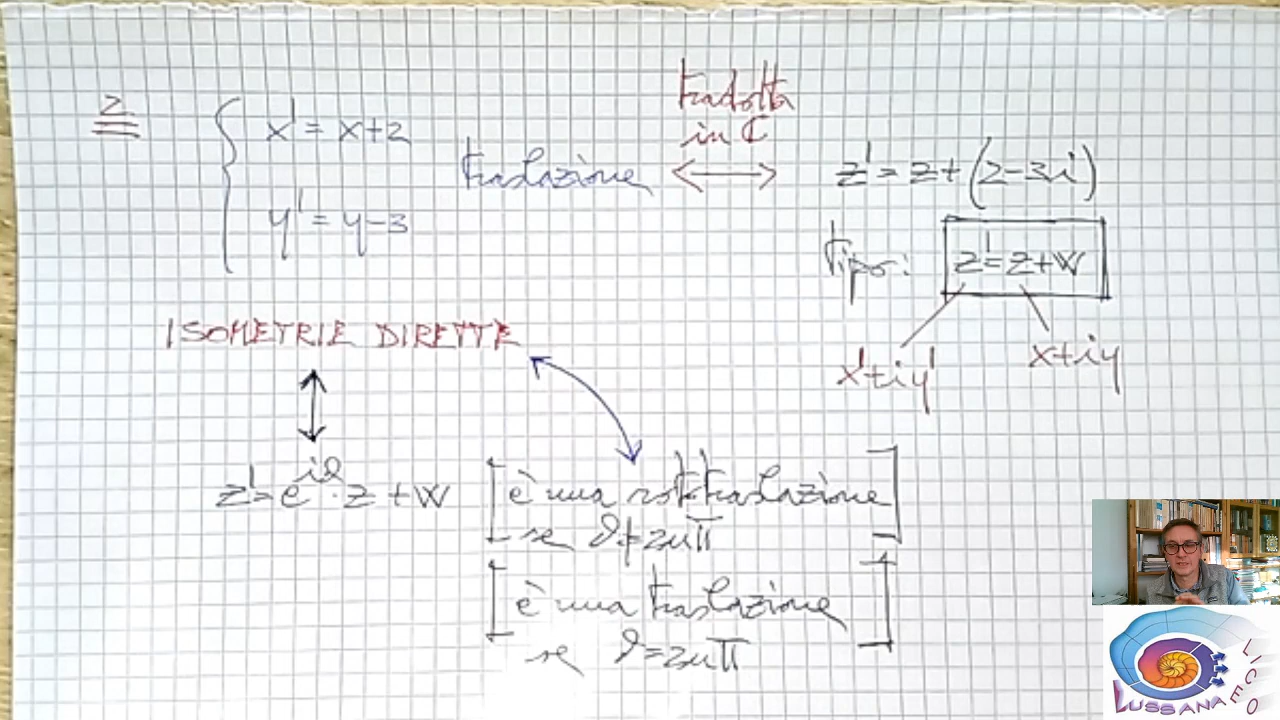 2
x' = x+2
y' = y-3
traslazione
tradotta
in ℂ
z' = z + (2-3i)
tipo: z' = z+w
x'+iy'
x+iy
ISOMETRIE DIRETTE
z' = e^{iθ}·z + w
è una rototraslazione
se ϑ≠2nπ
è una traslazione
se ϑ=2nπ
LUSSANA
LICEO